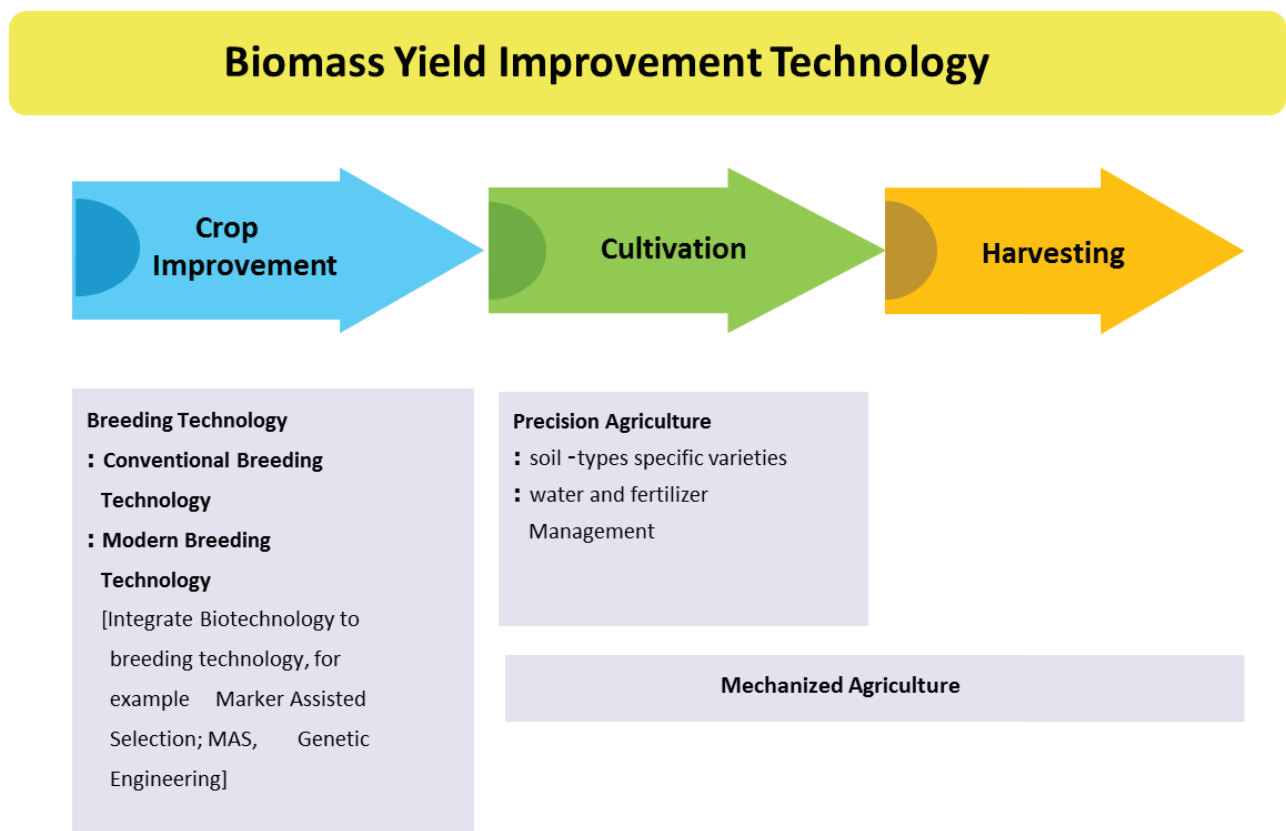 Biomass Yield Improvement Technology
Crop
Improvement
Cultivation
Harvesting
Breeding Technology
: Conventional Breeding
Technology
: Modern Breeding
Technology
[Integrate Biotechnology to
breeding technology, for
example Marker Assisted
Selection; MAS, Genetic
Engineering]
Precision Agriculture
: soil -types specific varieties
: water and fertilizer
Management
Mechanized Agriculture